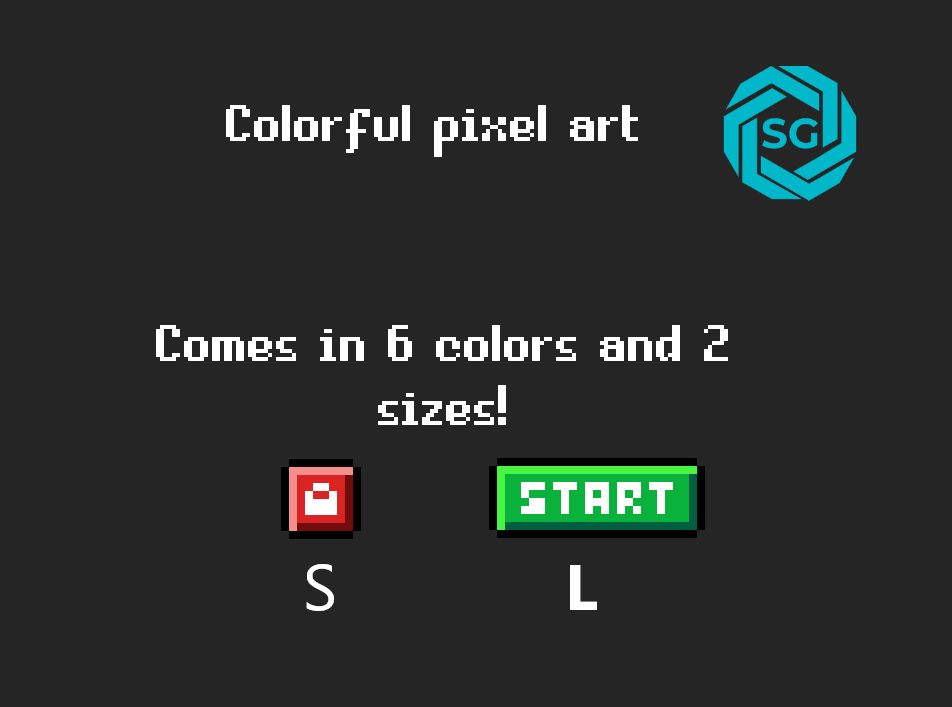 Colorful pixel art
SG
Comes in 6 colors and 2
sizes!
START
S
L